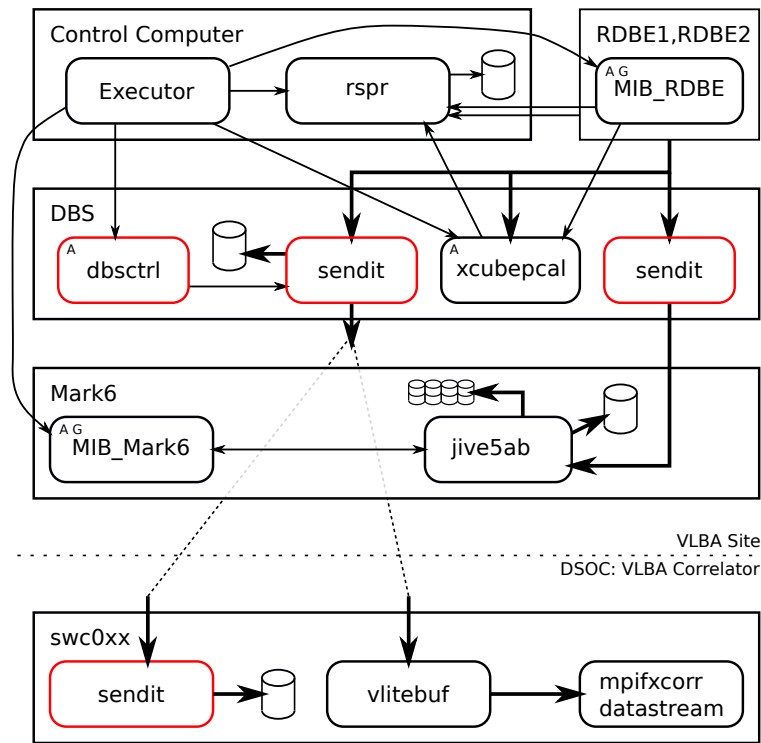 Control Computer
RDBE1,RDBE2
Executor
rspr
A G
MIB_RDBE
DBS
A
dbsctrl
sendit
A
xcubepcal
sendit
Mark6
A G
MIB_Mark6
jive5ab
VLBA Site
DSOC: VLBA Correlator
swc0xx
sendit
vlitebuf
mpifxcorr
datastream